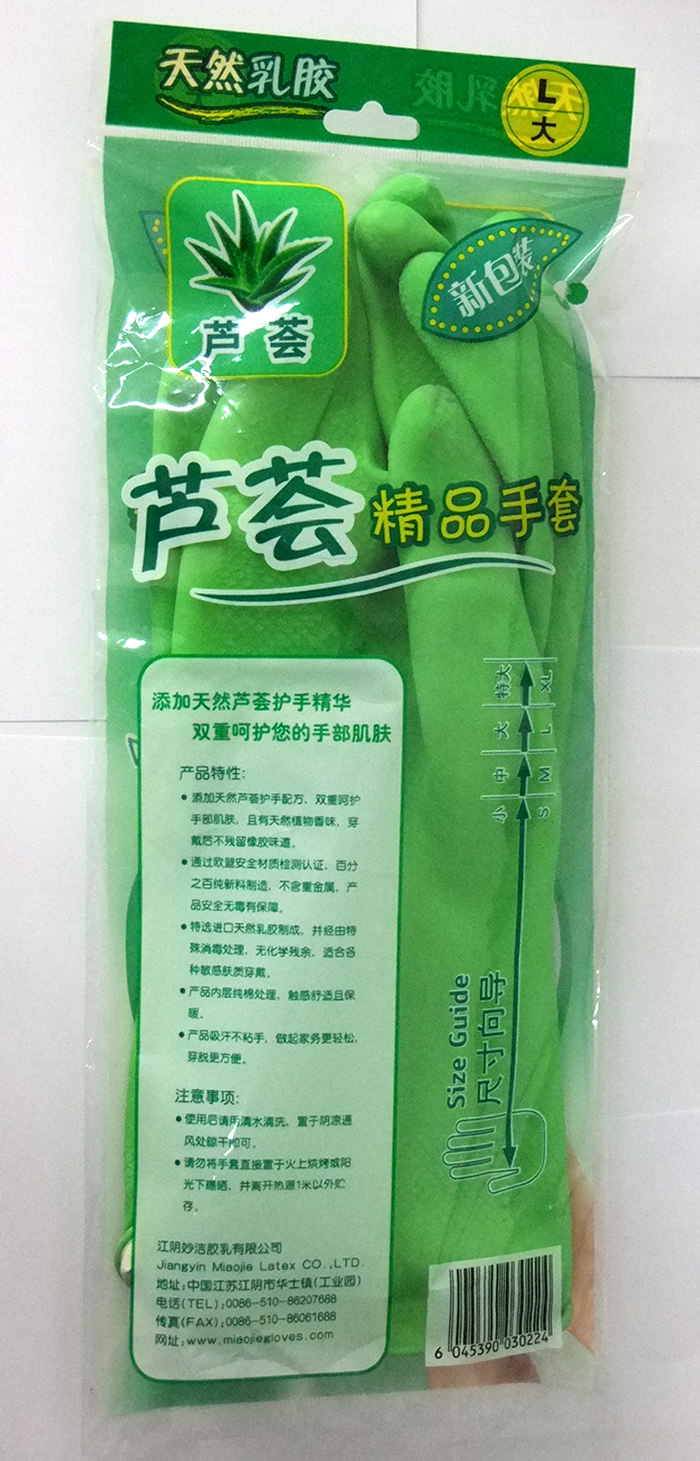 天然乳胶
L
大
芦荟
新包装
芦荟精品手套
添加天然芦荟护手精华
双重呵护您的手部肌肤
产品特性:
●添加天然芦荟护手配方，双重呵护
手部肌肤，且有天然植物香味，穿
戴后不残留橡胶味道。
●通过欧盟安全材质检测认证，百分
之百纯新料制造，不含重金属，产
品安全无毒有保障。
●特选进口天然乳胶制成，并经由特
殊消毒处理，无化学残余，适合各
种敏感肤质穿戴。
●产品内层纯棉处理，触感舒适且保
暖。
●产品吸汗不粘手，做起家务更轻松，
穿脱更方便。
注意事项:
●使用后请用清水清洗、置于阴凉通
风处晾干即可。
●请勿将手套直接置于火上烘烤或阳
光下曝晒，并离开热源1米以外贮
存。
江阴妙洁胶乳有限公司
Jiangyin Miaojie Latex CO.,LTD.
地址:中国江苏江阴市华士镇(工业园)
电话(TEL):0086-510-86207688
传真(FAX):0086-510-86061688
网址:www.miaojiegloves.com
Size Guide
尺寸向导
小 中 大 特大
S M L XL
6 045390 030224